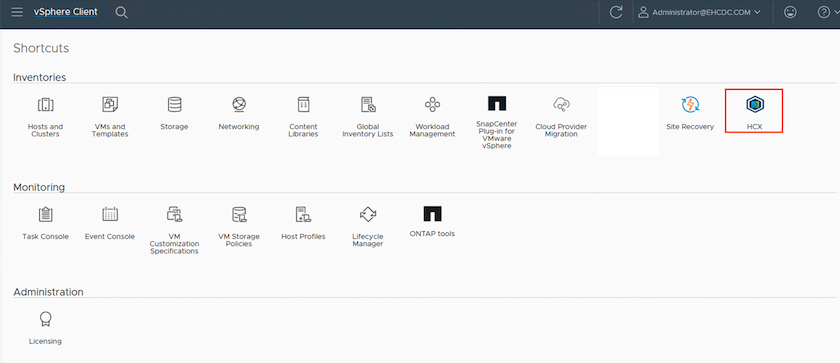 vSphere Client
Administrator@EHCDC.COM
Shortcuts
Inventories
Hosts and
Clusters
VMs and
Templates
Storage
Networking
Content
Libraries
Global
Inventory Lists
Workload
Management
SnapCenter
Plug-in for
VMware
vSphere
Cloud Provider
Migration
Site Recovery
HCX
Monitoring
Task Console
Event Console
VM
Customization
Specifications
VM Storage
Policies
Host Profiles
Lifecycle
Manager
ONTAP tools
Administration
Licensing